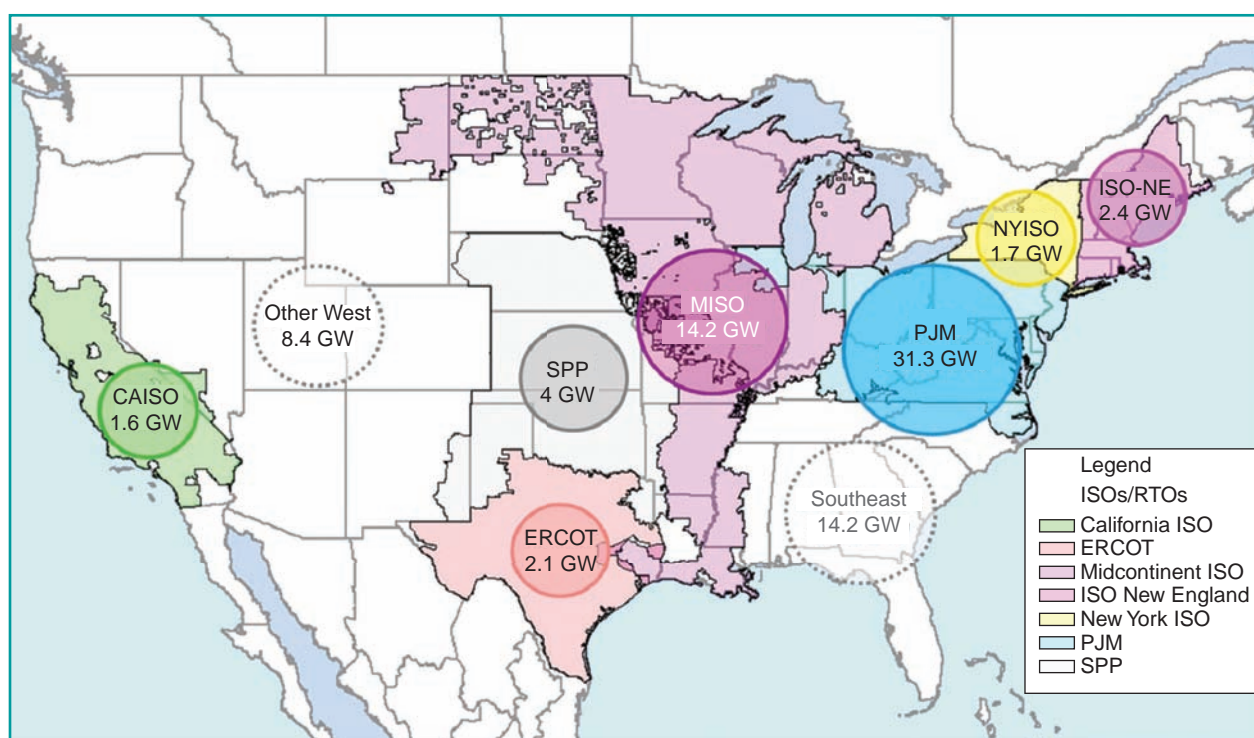 ISO-NE
2.4 GW
NYISO
1.7 GW
MISO
14.2 GW
Other West
8.4 GW
PJM
31.3 GW
SPP
4 GW
CAISO
1.6 GW
Southeast
14.2 GW
ERCOT
2.1 GW
Legend
ISOs/RTOs
California ISO
ERCOT
Midcontinent ISO
ISO New England
New York ISO
PJM
SPP